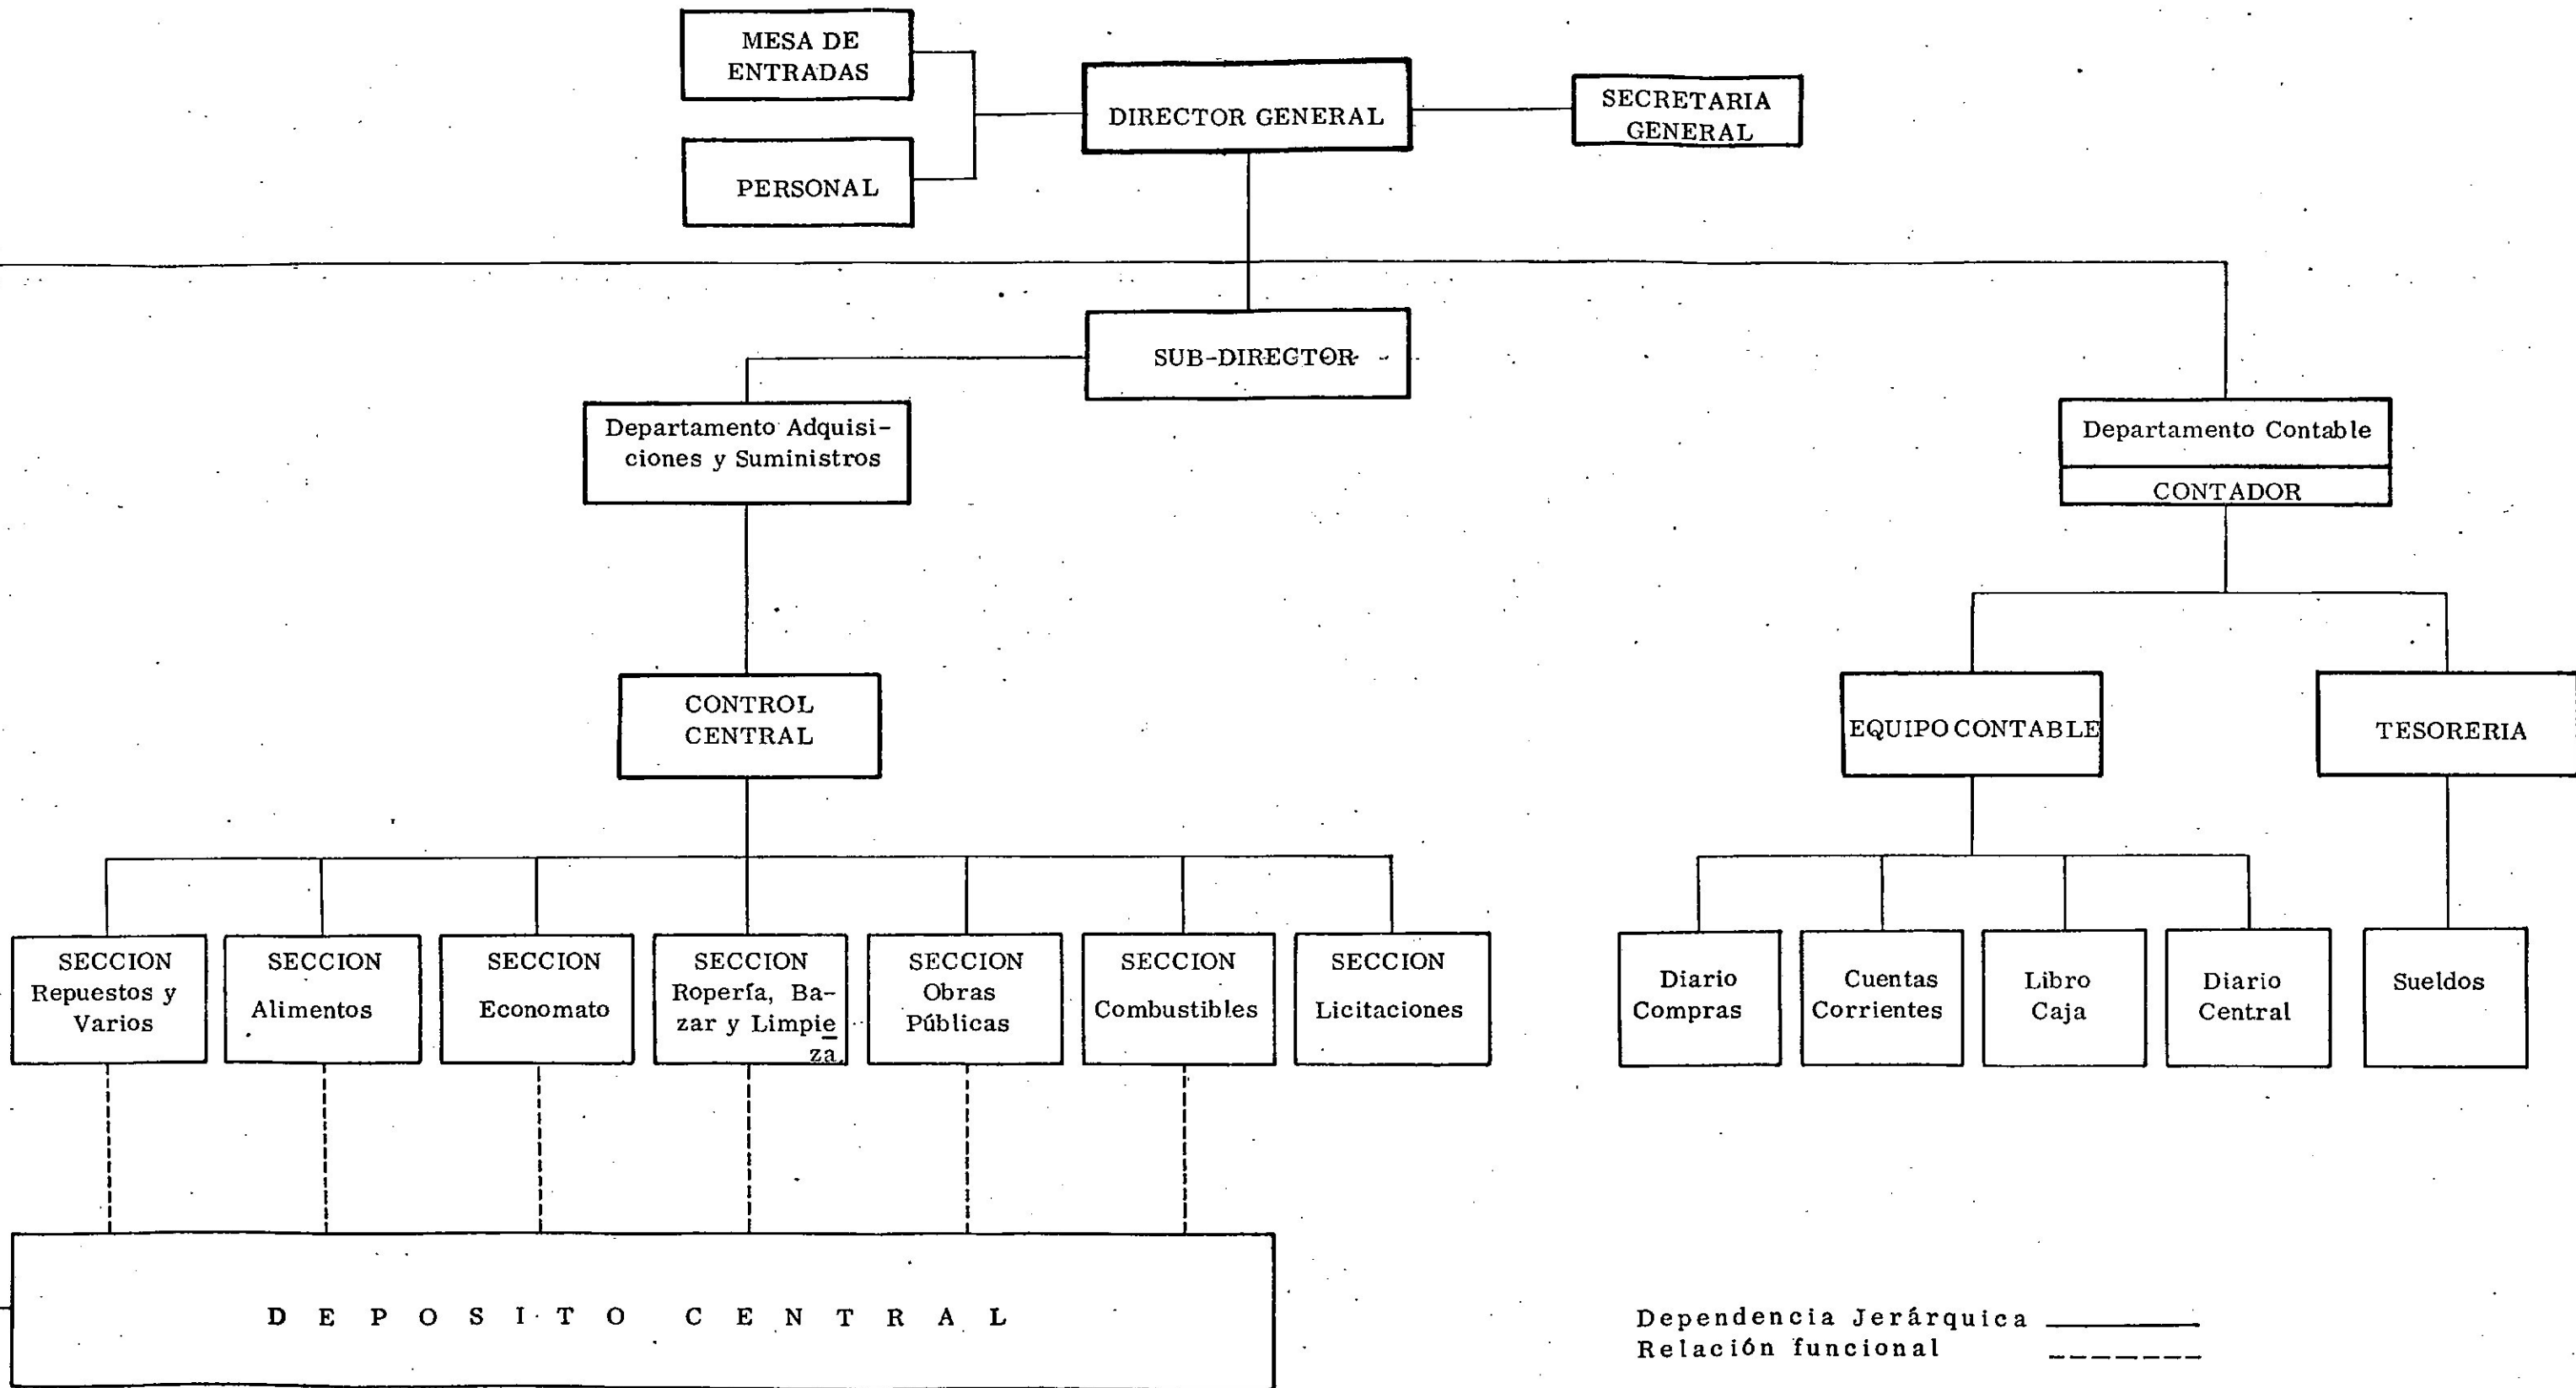 MESA DE
ENTRADAS
DIRECTOR GENERAL
SECRETARIA
GENERAL
PERSONAL
SUB-DIRECTOR
Departamento Adquisi-
ciones y Suministros
Departamento Contable
CONTADOR
CONTROL
CENTRAL
EQUIPO CONTABLE
TESORERIA
SECCION
Repuestos y
Varios
SECCION
Alimentos
SECCION
Economato
SECCION
Ropería, Ba-
zar y Limpie
za
SECCION
Obras
Públicas
SECCION
Combustibles
SECCION
Licitaciones
Diario
Compras
Cuentas
Corrientes
Libro
Caja
Diario
Central
Sueldos
DEPOSITO CENTRAL
Dependencia Jerárquica
Relación funcional